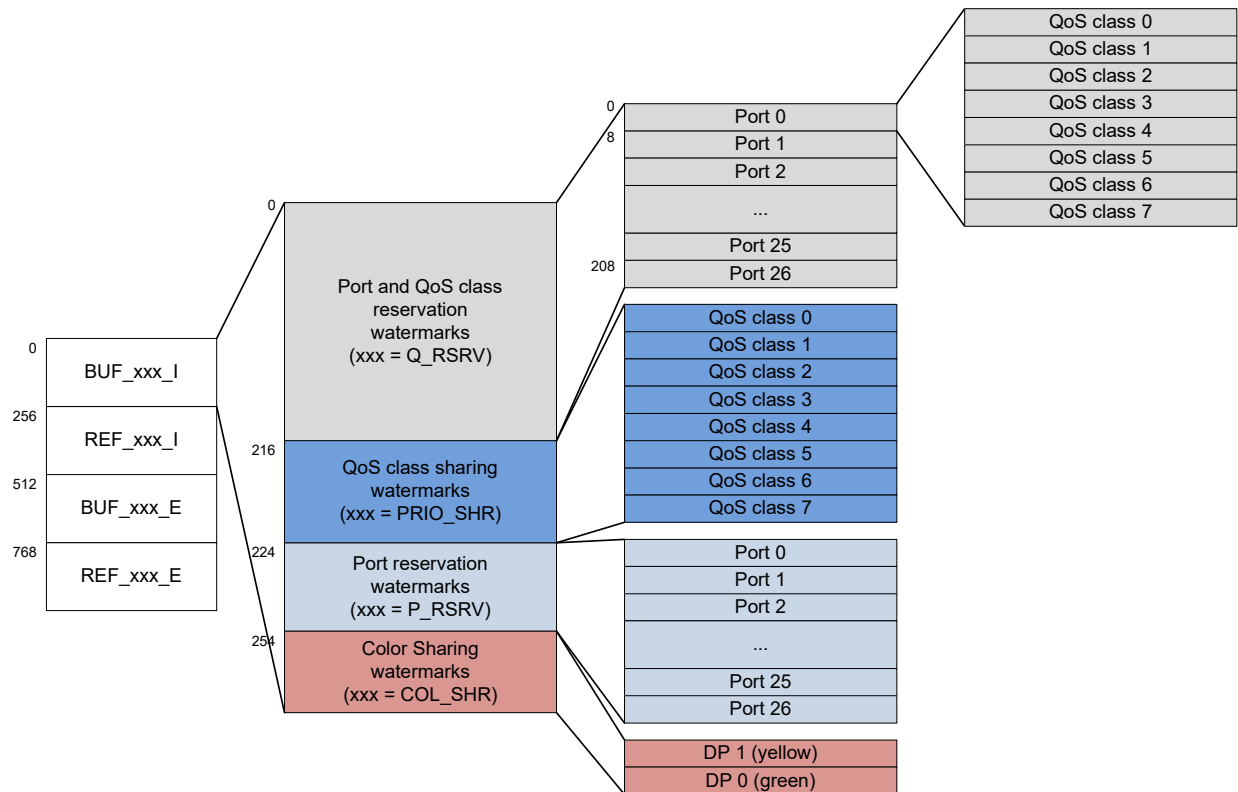 0
BUF_xxx_I
256
REF_xxx_I
512
BUF_xxx_E
768
REF_xxx_E
0
Port and QoS class
reservation
watermarks
(xxx = Q_RSRV)
216
QoS class sharing
watermarks
(xxx = PRIO_SHR)
224
Port reservation
watermarks
(xxx = P_RSRV)
254
Color Sharing
watermarks
(xxx = COL_SHR)
0
Port 0
8
Port 1
Port 2
...
Port 25
208
Port 26
QoS class 0
QoS class 1
QoS class 2
QoS class 3
QoS class 4
QoS class 5
QoS class 6
QoS class 7
Port 0
Port 1
Port 2
...
Port 25
Port 26
DP 1 (yellow)
DP 0 (green)
QoS class 0
QoS class 1
QoS class 2
QoS class 3
QoS class 4
QoS class 5
QoS class 6
QoS class 7